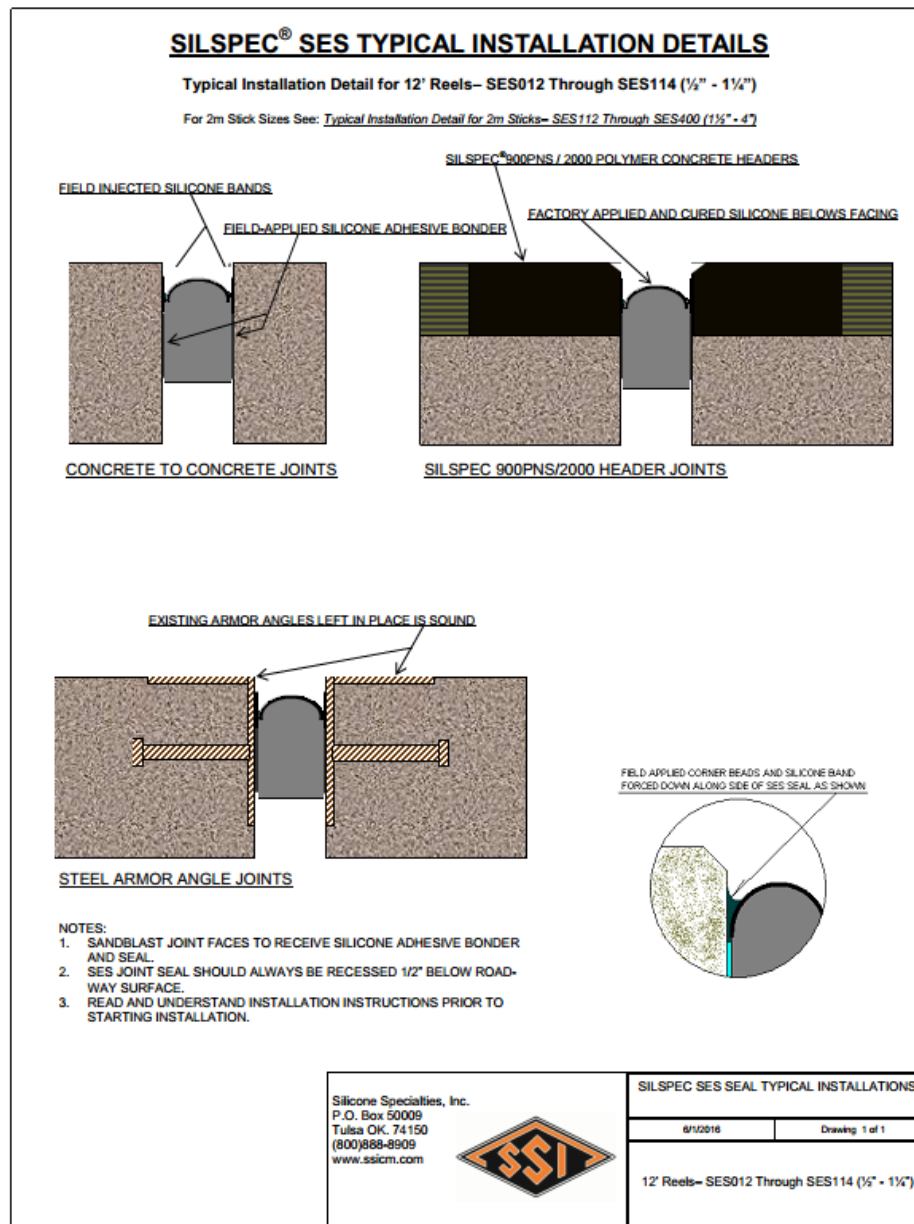 SILSPEC® SES TYPICAL INSTALLATION DETAILS
Typical Installation Detail for 12' Reels– SES012 Through SES114 (½" - 1¼")
For 2m Stick Sizes See: Typical Installation Detail for 2m Sticks– SES112 Through SES400 (1½" - 4")
SILSPEC®900PNS / 2000 POLYMER CONCRETE HEADERS
FIELD INJECTED SILICONE BANDS
FACTORY APPLIED AND CURED SILICONE BELOWS FACING
FIELD-APPLIED SILICONE ADHESIVE BONDER
CONCRETE TO CONCRETE JOINTS
SILSPEC 900PNS/2000 HEADER JOINTS
EXISTING ARMOR ANGLES LEFT IN PLACE IS SOUND
FIELD APPLIED CORNER BEADS AND SILICONE BAND
FORCED DOWN ALONG SIDE OF SES SEAL AS SHOWN
STEEL ARMOR ANGLE JOINTS
NOTES:
1. SANDBLAST JOINT FACES TO RECEIVE SILICONE ADHESIVE BONDER
AND SEAL.
2. SES JOINT SEAL SHOULD ALWAYS BE RECESSED 1/2" BELOW ROAD-
WAY SURFACE.
3. READ AND UNDERSTAND INSTALLATION INSTRUCTIONS PRIOR TO
STARTING INSTALLATION.
Silicone Specialties, Inc.
P.O. Box 50009
Tulsa OK. 74150
(800)888-8909
www.ssicm.com
SSI
SILSPEC SES SEAL TYPICAL INSTALLATIONS
6/1/2016
Drawing 1 of 1
12' Reels– SES012 Through SES114 (½" - 1¼")